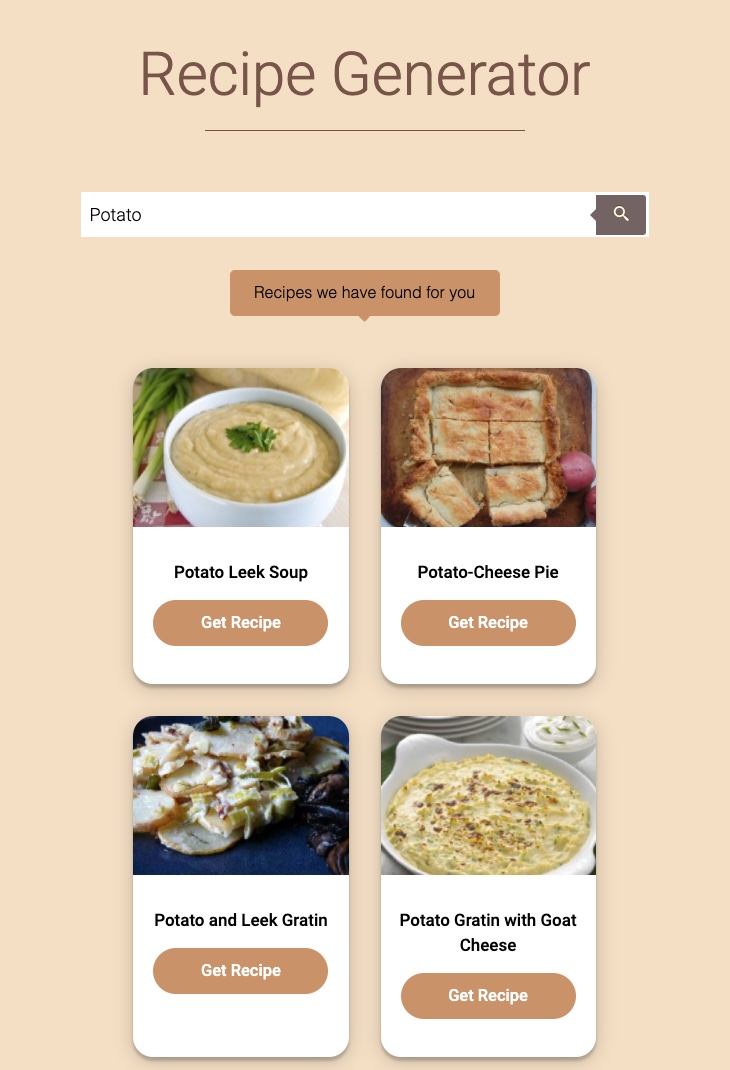 Recipe Generator
Potato
Recipes we have found for you
Potato Leek Soup
Get Recipe
Potato-Cheese Pie
Get Recipe
Potato and Leek Gratin
Get Recipe
Potato Gratin with Goat
Cheese
Get Recipe